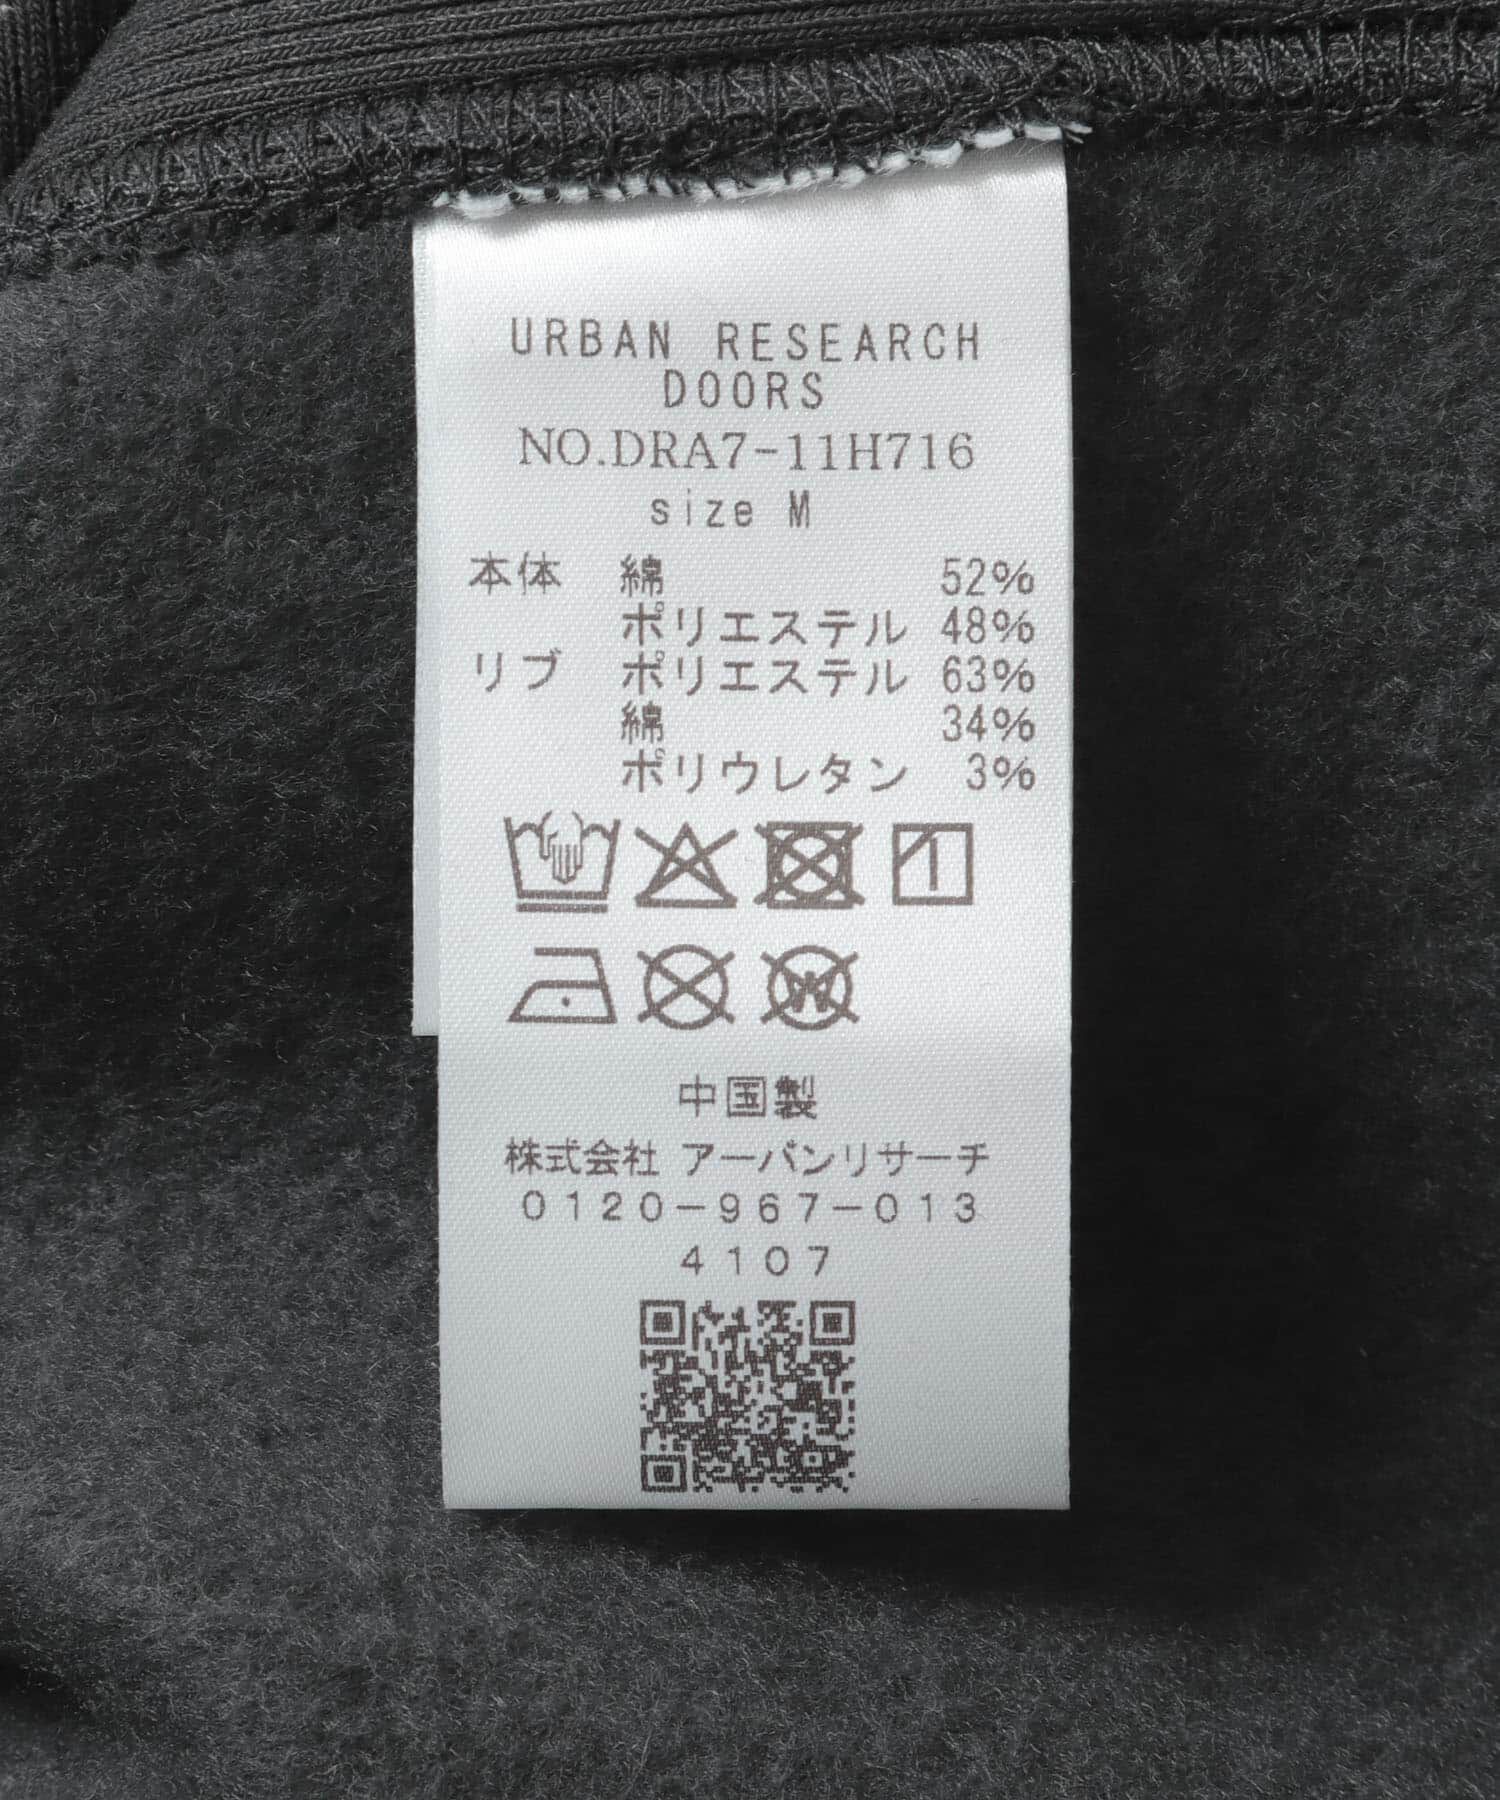 URBAN RESEARCH
DOORS
NO.DRA7-11H716
size M
本体 綿 52%
ポリエステル 48%
リブ ポリエステル 63%
綿 34%
ポリウレタン 3%
W
中国製
株式会社 アーバンリサーチ
0120-967-013
4107